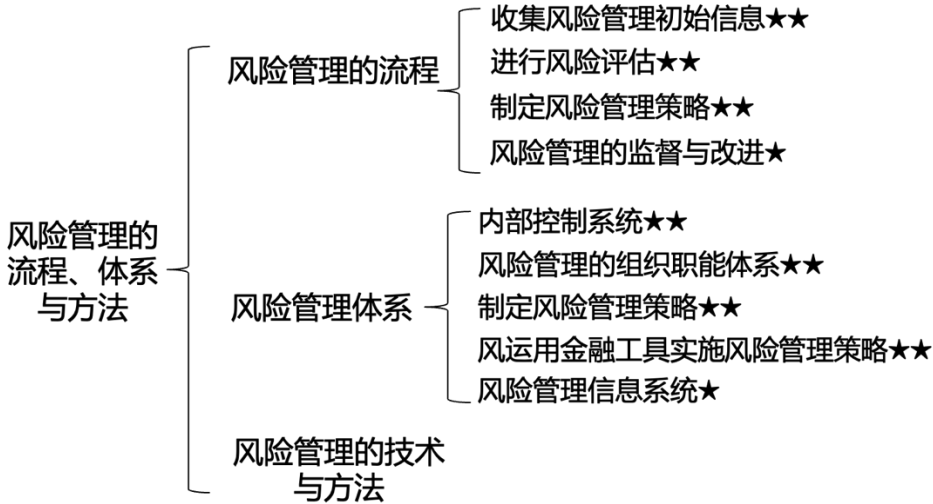 风险管理的
流程、体系
与方法
风险管理的流程
收集风险管理初始信息★★
进行风险评估★★
制定风险管理策略★★
风险管理的监督与改进★
风险管理体系
内部控制系统★★
风险管理的组织职能体系★★
制定风险管理策略★★
风运用金融工具实施风险管理策略★★
风险管理信息系统★
风险管理的技术
与方法